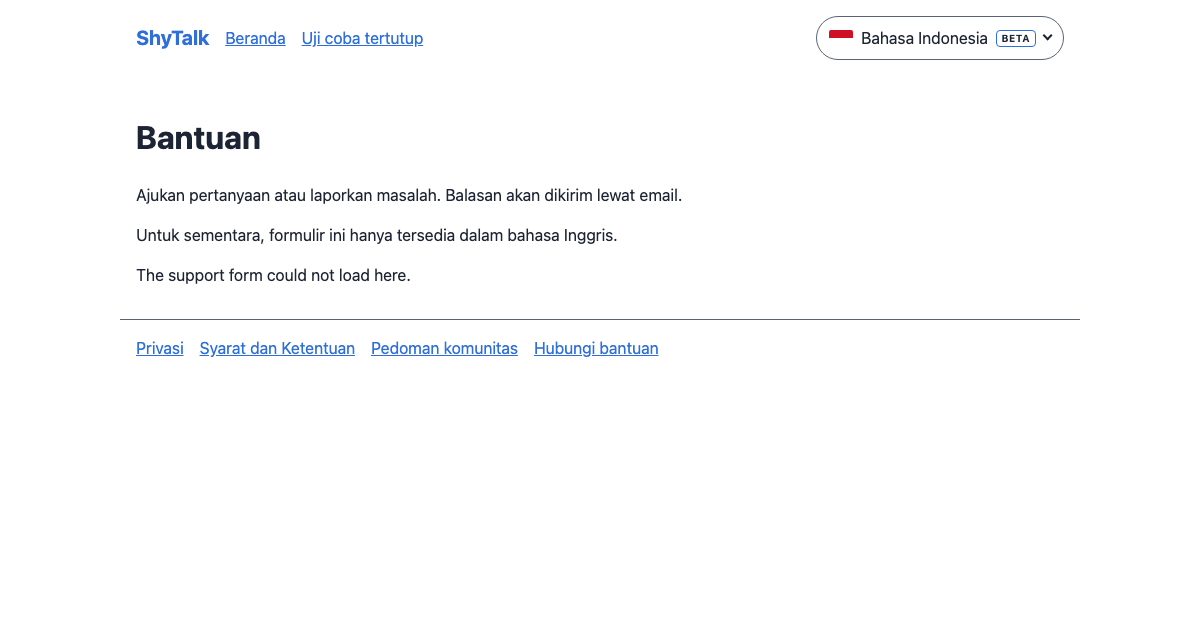 ShyTalk Beranda Uji coba tertutup Bahasa Indonesia BETA
Bantuan
Ajukan pertanyaan atau laporkan masalah. Balasan akan dikirim lewat email.
Untuk sementara, formulir ini hanya tersedia dalam bahasa Inggris.
The support form could not load here.
Privasi Syarat dan Ketentuan Pedoman komunitas Hubungi bantuan